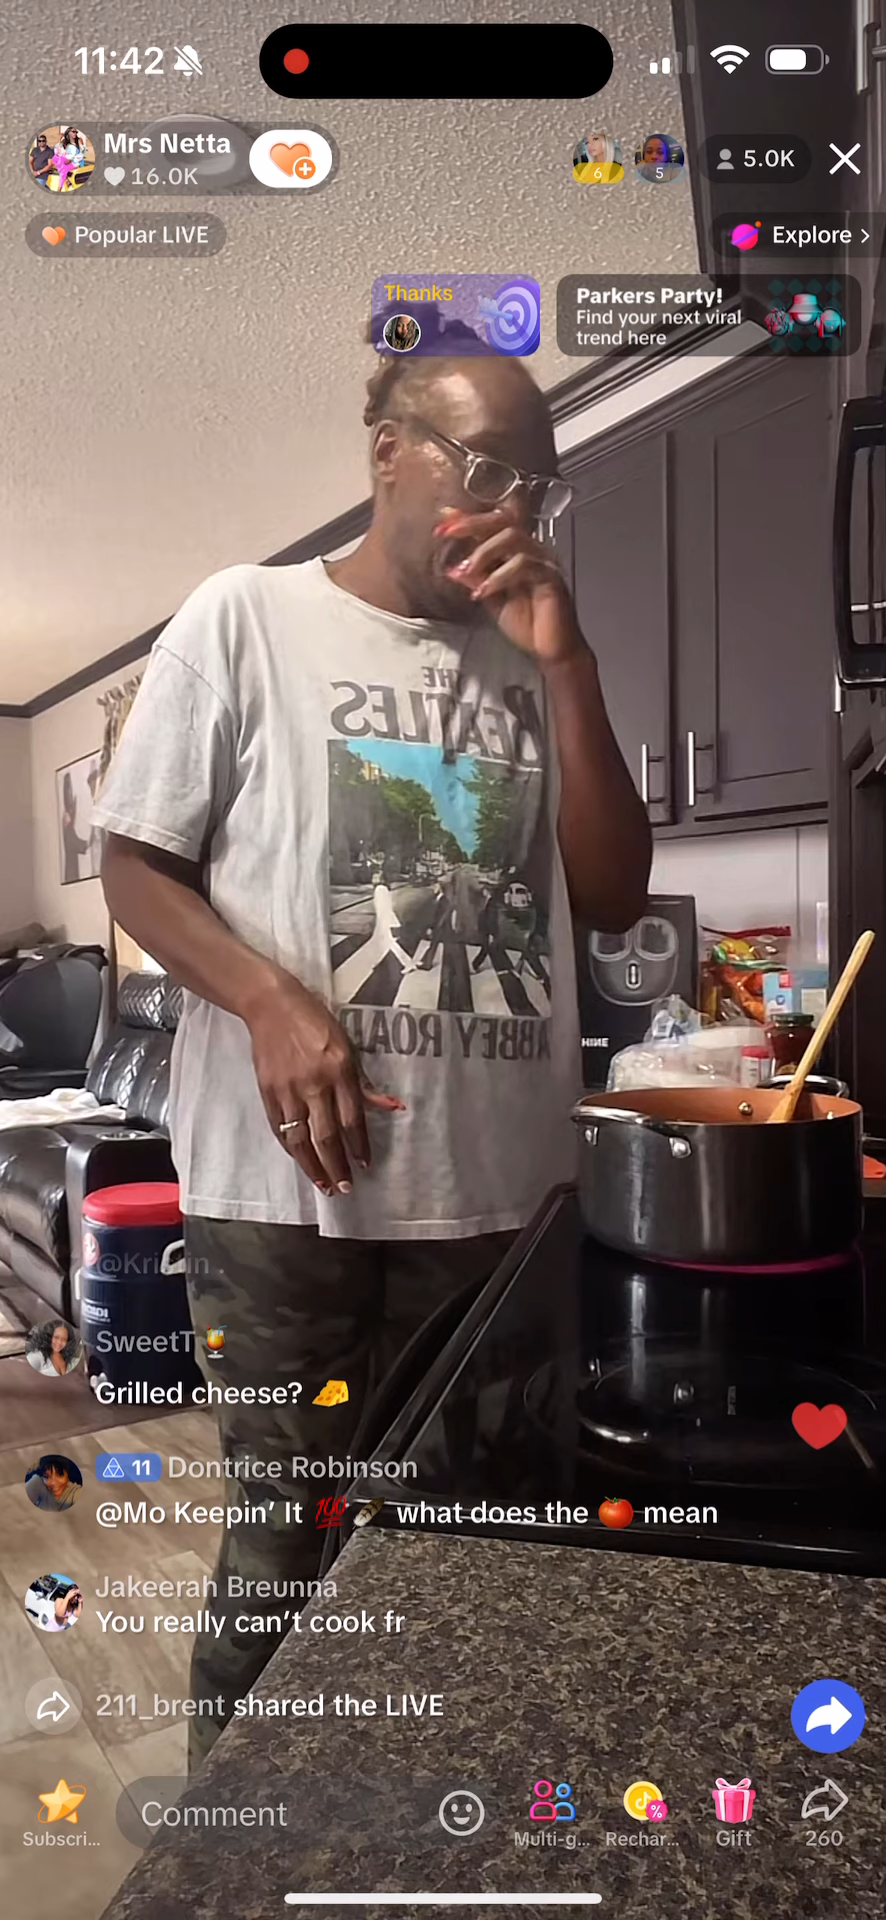 11:42
Mrs Netta
16.0K
6
5
5.0K
Popular LIVE
Explore >
Thanks
Parkers Party!
Find your next viral
trend here
THE
BEATLES
ABBEY ROAD
HINE
SweetT🍹
Grilled cheese? 🧀
11 Dontrice Robinson
@Mo Keepin’ It 💯🪶 what does the 🍅 mean
Jakeerah Breunna
You really can’t cook fr
211_brent shared the LIVE
Comment
Subscri...
Multi-g...
Rechar...
Gift
260